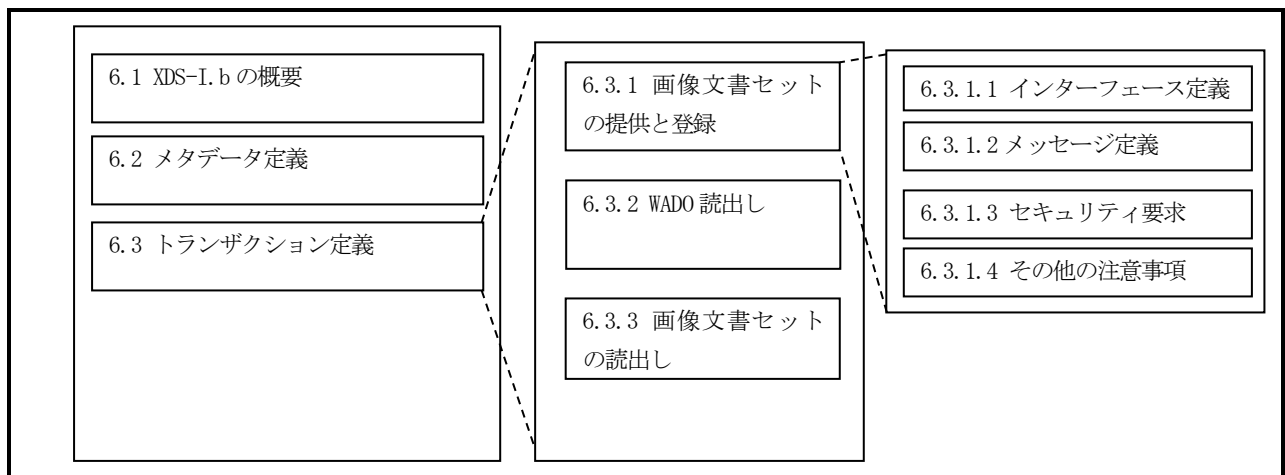 6.1 XDS-I.bの概要
6.2 メタデータ定義
6.3 トランザクション定義
6.3.1 画像文書セット
の提供と登録
6.3.2 WADO読出し
6.3.3 画像文書セット
の読出し
6.3.1.1 インターフェース定義
6.3.1.2メッセージ定義
6.3.1.3 セキュリティ要求
6.3.1.4 その他の注意事項